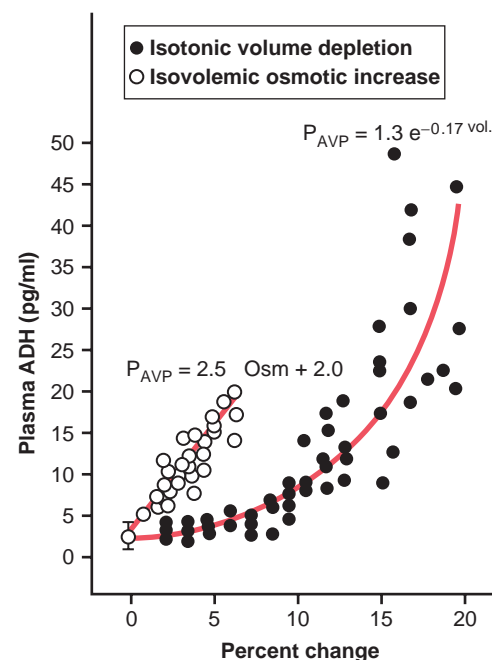 Isotonic volume depletion
Isovolemic osmotic increase
P_AVP = 1.3 e^–0.17 vol.
50
45
40
35
30
25
20
15
10
5
0
Plasma ADH (pg/ml)
P_AVP = 2.5 Osm + 2.0
0 5 10 15 20
Percent change